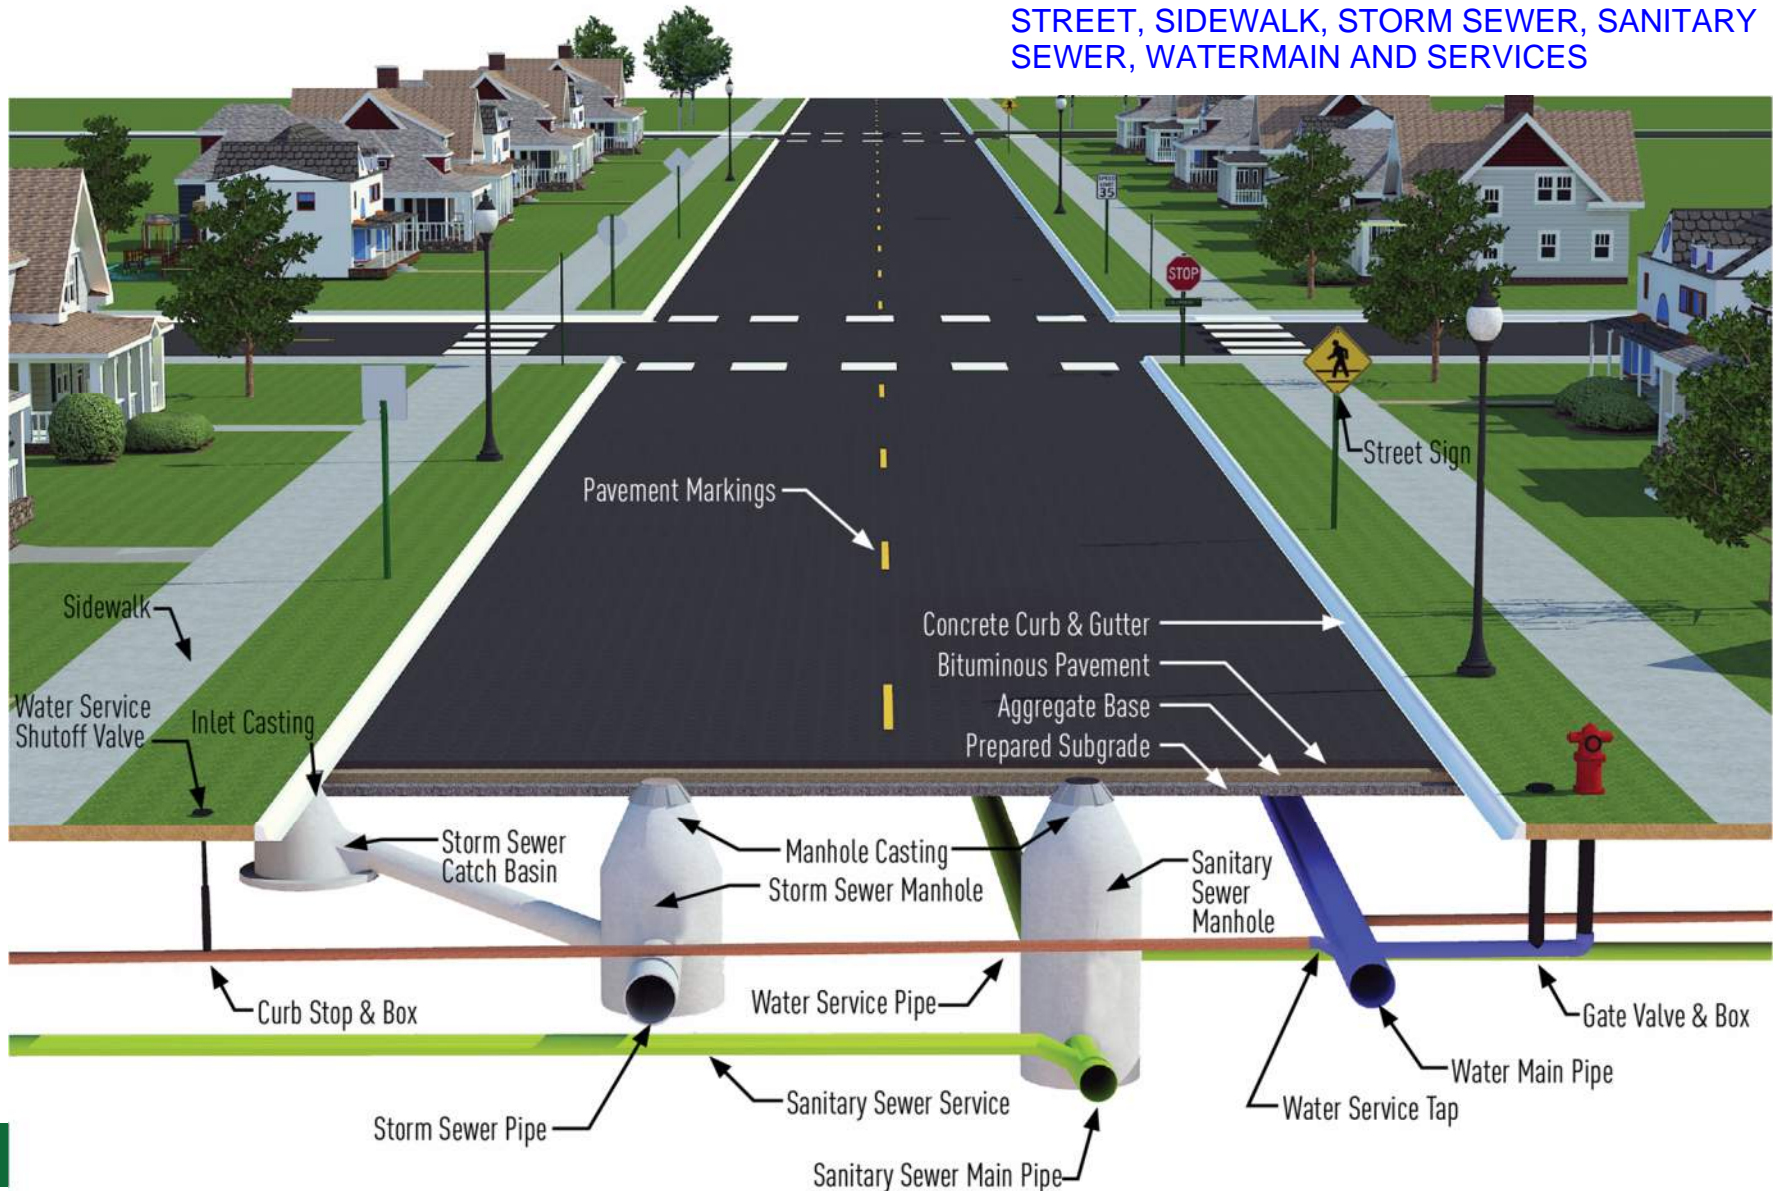 STREET, SIDEWALK, STORM SEWER, SANITARY
SEWER, WATERMAIN AND SERVICES
SPEED
LIMIT
35
STOP
Street Sign
Pavement Markings
Sidewalk
Concrete Curb & Gutter
Bituminous Pavement
Aggregate Base
Prepared Subgrade
Water Service
Shutoff Valve
Inlet Casting
Storm Sewer
Catch Basin
Manhole Casting
Storm Sewer Manhole
Sanitary
Sewer
Manhole
Curb Stop & Box
Water Service Pipe
Gate Valve & Box
Water Main Pipe
Water Service Tap
Sanitary Sewer Service
Storm Sewer Pipe
Sanitary Sewer Main Pipe